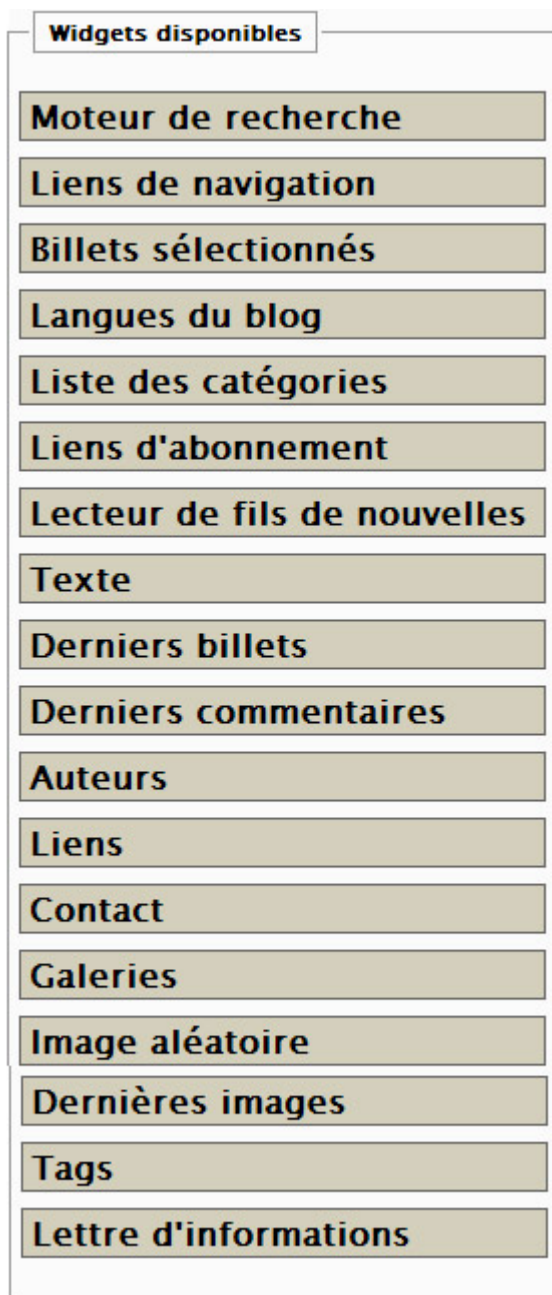 Widgets disponibles
Moteur de recherche
Liens de navigation
Billets sélectionnés
Langues du blog
Liste des catégories
Liens d'abonnement
Lecteur de fils de nouvelles
Texte
Derniers billets
Derniers commentaires
Auteurs
Liens
Contact
Galeries
Image aléatoire
Dernières images
Tags
Lettre d'informations